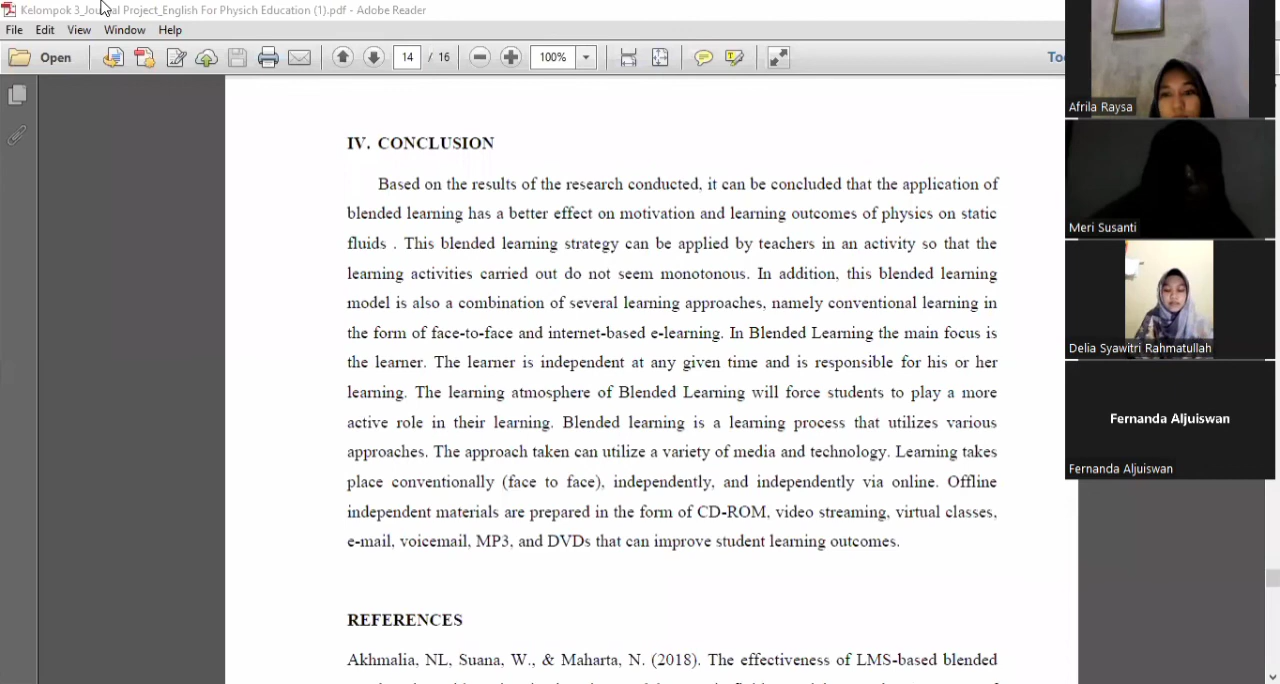 Kelompok 3_Jou al Project_English For Physich Education (1).pdf - Adobe Reader
File Edit View Window Help
Open 14 / 16 100% Too
IV. CONCLUSION
Based on the results of the research conducted, it can be concluded that the application of
blended learning has a better effect on motivation and learning outcomes of physics on static
fluids . This blended learning strategy can be applied by teachers in an activity so that the
learning activities carried out do not seem monotonous. In addition, this blended learning
model is also a combination of several learning approaches, namely conventional learning in
the form of face-to-face and internet-based e-learning. In Blended Learning the main focus is
the learner. The learner is independent at any given time and is responsible for his or her
learning. The learning atmosphere of Blended Learning will force students to play a more
active role in their learning. Blended learning is a learning process that utilizes various
approaches. The approach taken can utilize a variety of media and technology. Learning takes
place conventionally (face to face), independently, and independently via online. Offline
independent materials are prepared in the form of CD-ROM, video streaming, virtual classes,
e-mail, voicemail, MP3, and DVDs that can improve student learning outcomes.
REFERENCES
Akhmalia, NL, Suana, W., & Maharta, N. (2018). The effectiveness of LMS-based blended
Afrila Raysa
Meri Susanti
Delia Syawitri Rahmatullah
Fernanda Aljuiswan
Fernanda Aljuiswan